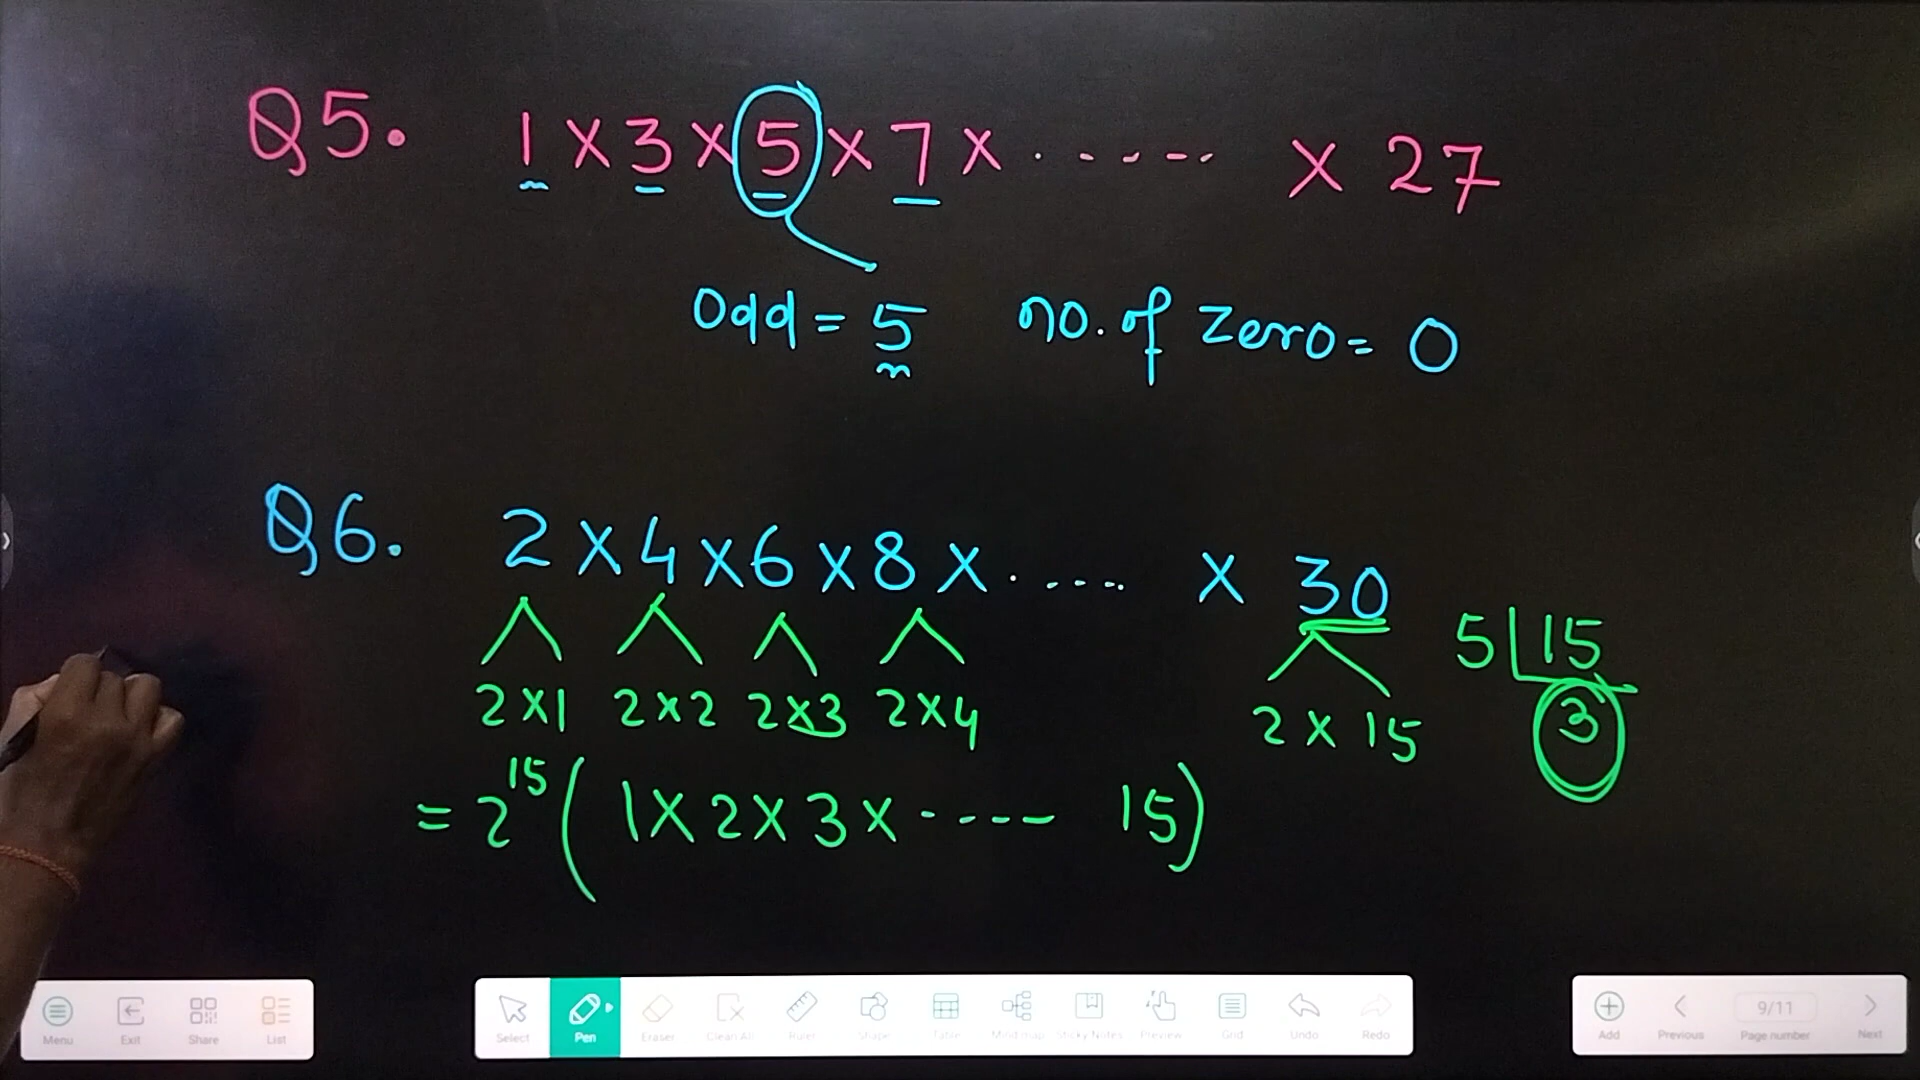 Q5. 1 × 3 × 5 × 7 × ...... × 27
Odd = 5 no. of zero = 0
Q6. 2 × 4 × 6 × 8 × ..... × 30
5 | 15
3
2×1 2×2 2×3 2×4 2×15
= 2^15 ( 1×2×3× ----- 15)
Menu Exit Share List Select Pen Eraser Clean All Ruler Shape Table Mind map Sticky Notes Preview Grid Undo Redo Add Previous 9/11 Page number Next